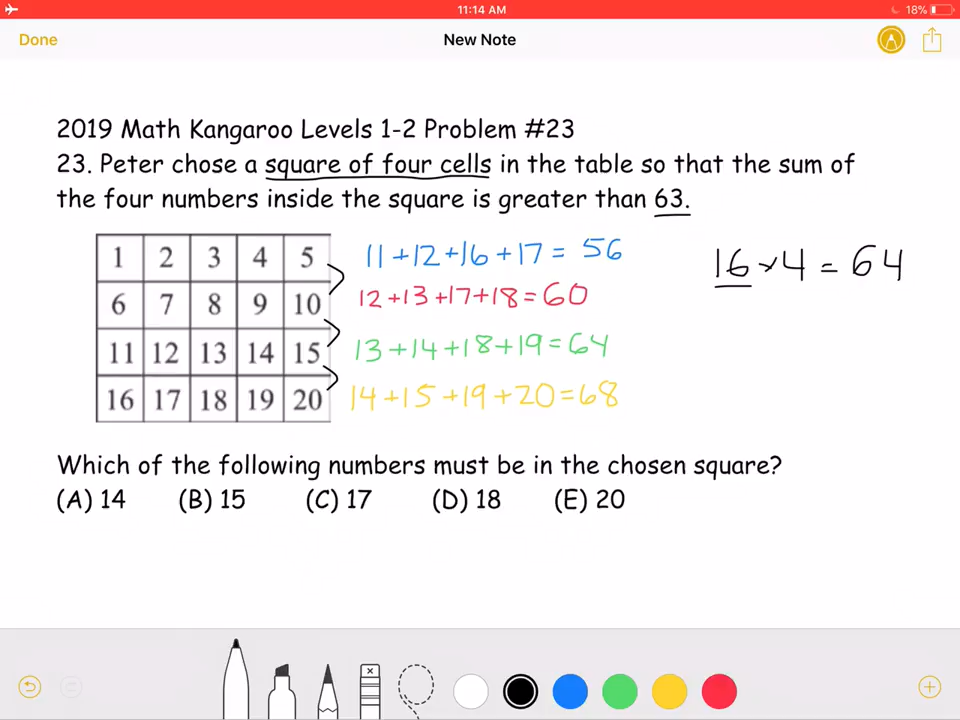 11:14 AM
18%
Done
New Note
2019 Math Kangaroo Levels 1-2 Problem #23
23. Peter chose a square of four cells in the table so that the sum of
the four numbers inside the square is greater than 63.
1 2 3 4 5
6 7 8 9 10
11 12 13 14 15
16 17 18 19 20
11+12+16+17=56
12+13+17+18=60
13+14+18+19=64
14+15+19+20=68
16×4=64
Which of the following numbers must be in the chosen square?
(A) 14 (B) 15 (C) 17 (D) 18 (E) 20